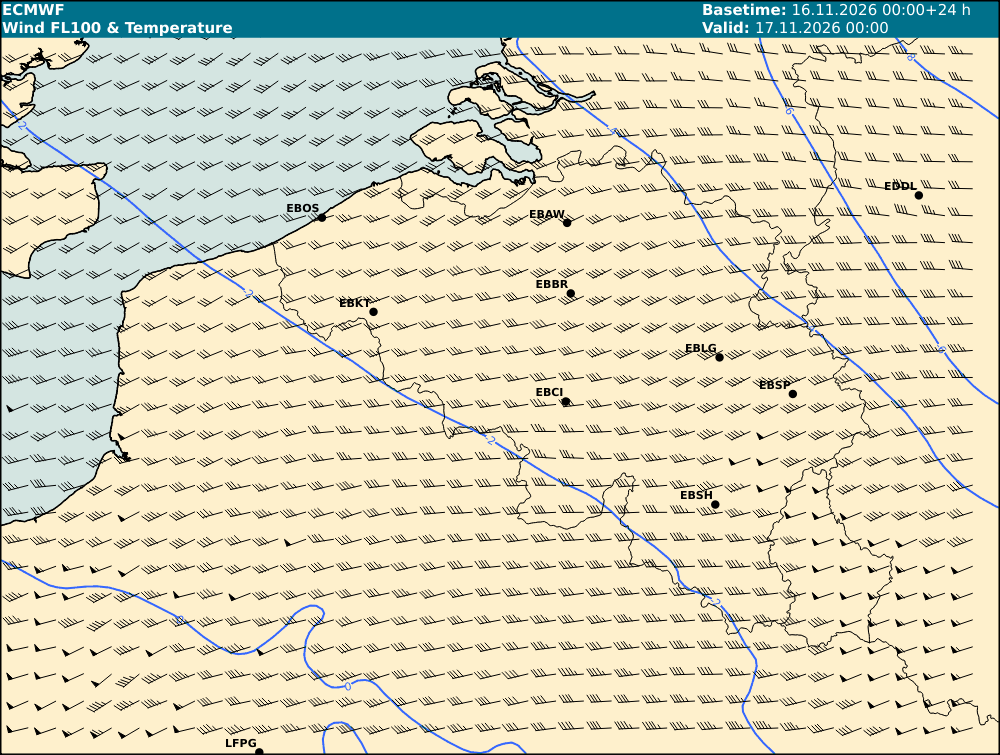 ECMWF
Basetime: 16.11.2026 00:00+24 h
Wind FL100 & Temperature
Valid: 17.11.2026 00:00
EDDL
EBOS
EBAW
EBBR
EBKT
EBLG
EBSP
EBCI
EBSH
LFPG